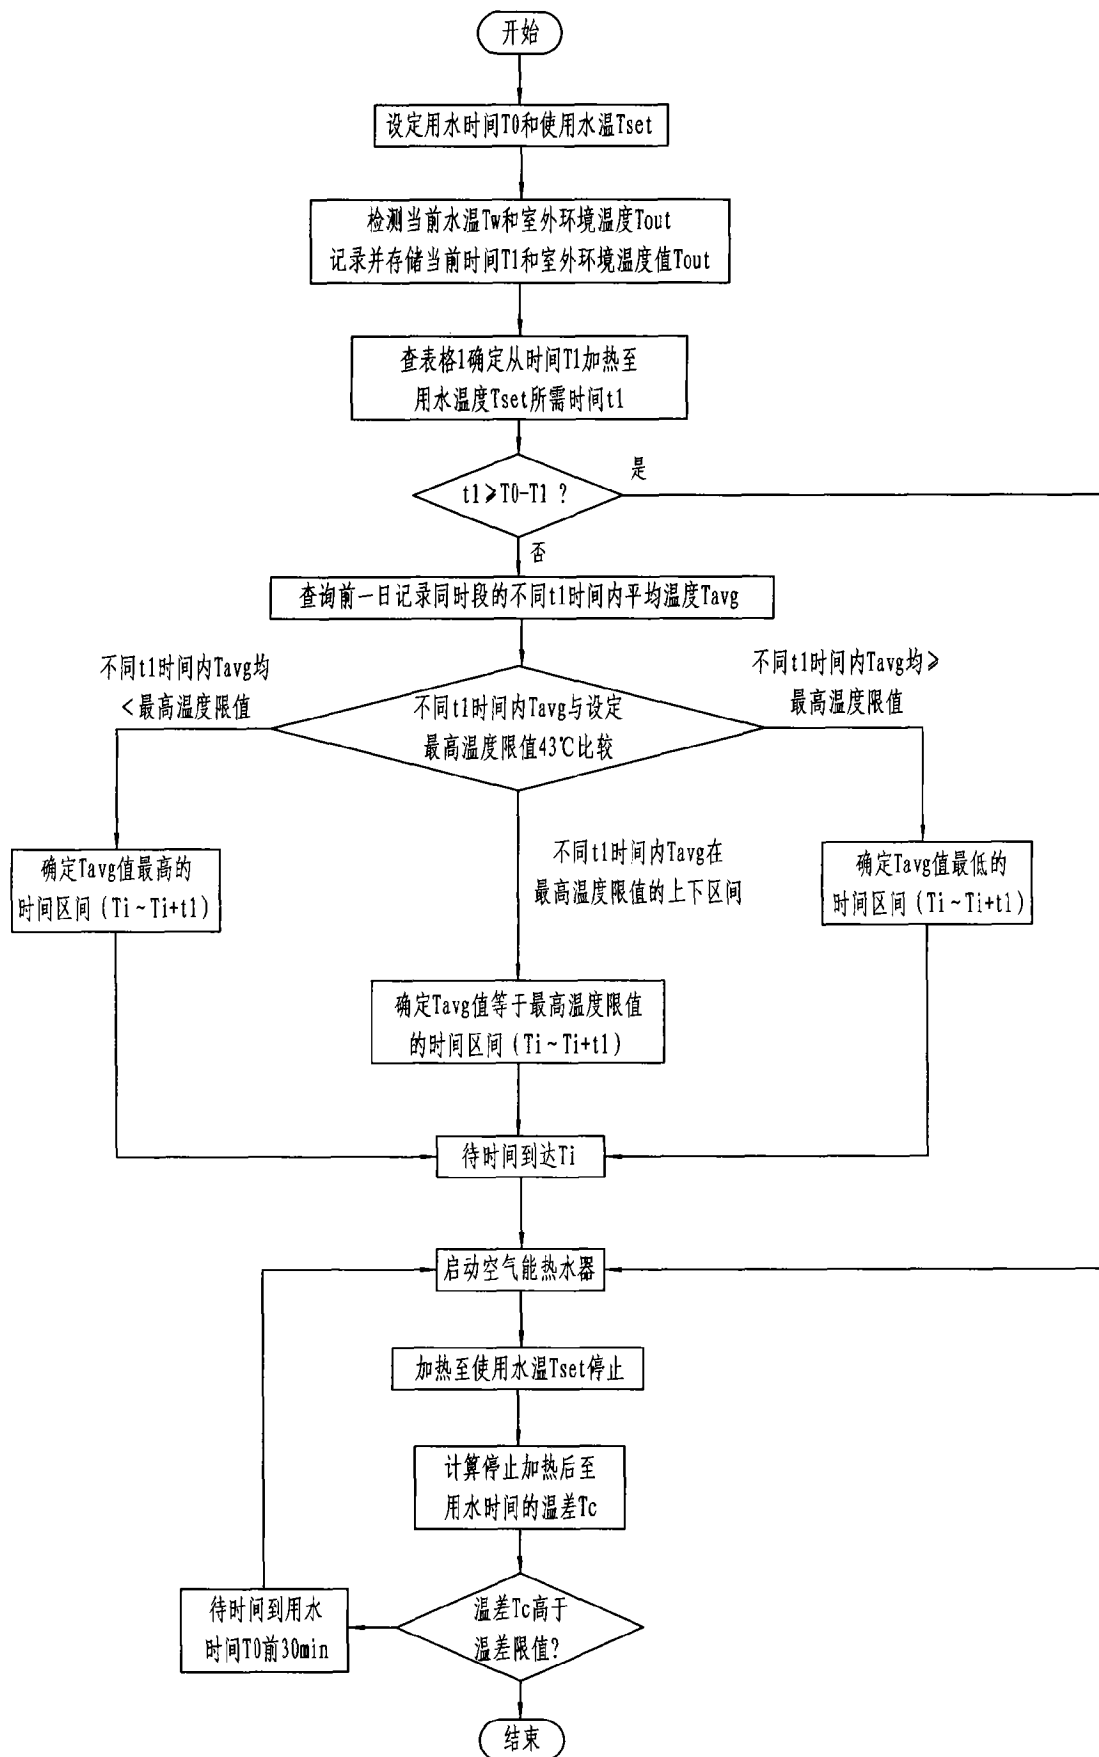 开始
设定用水时间T0和使用水温Tset
检测当前水温Tw和室外环境温度Tout
记录并存储当前时间T1和室外环境温度值Tout
查表格1确定从时间T1加热至
用水温度Tset所需时间t1
t1≥T0-T1 ?
是
否
查询前一日记录同时段的不同t1时间内平均温度Tavg
不同t1时间内Tavg均
<最高温度限值
不同t1时间内Tavg与设定
最高温度限值43℃比较
不同t1时间内Tavg均≥
最高温度限值
确定Tavg值最高的
时间区间(Ti~Ti+t1)
不同t1时间内Tavg在
最高温度限值的上下区间
确定Tavg值最低的
时间区间(Ti~Ti+t1)
确定Tavg值等于最高温度限值
的时间区间(Ti~Ti+t1)
待时间到达Ti
启动空气能热水器
加热至使用水温Tset停止
计算停止加热后至
用水时间的温差Tc
待时间到用水
时间T0前30min
温差Tc高于
温差限值?
结束